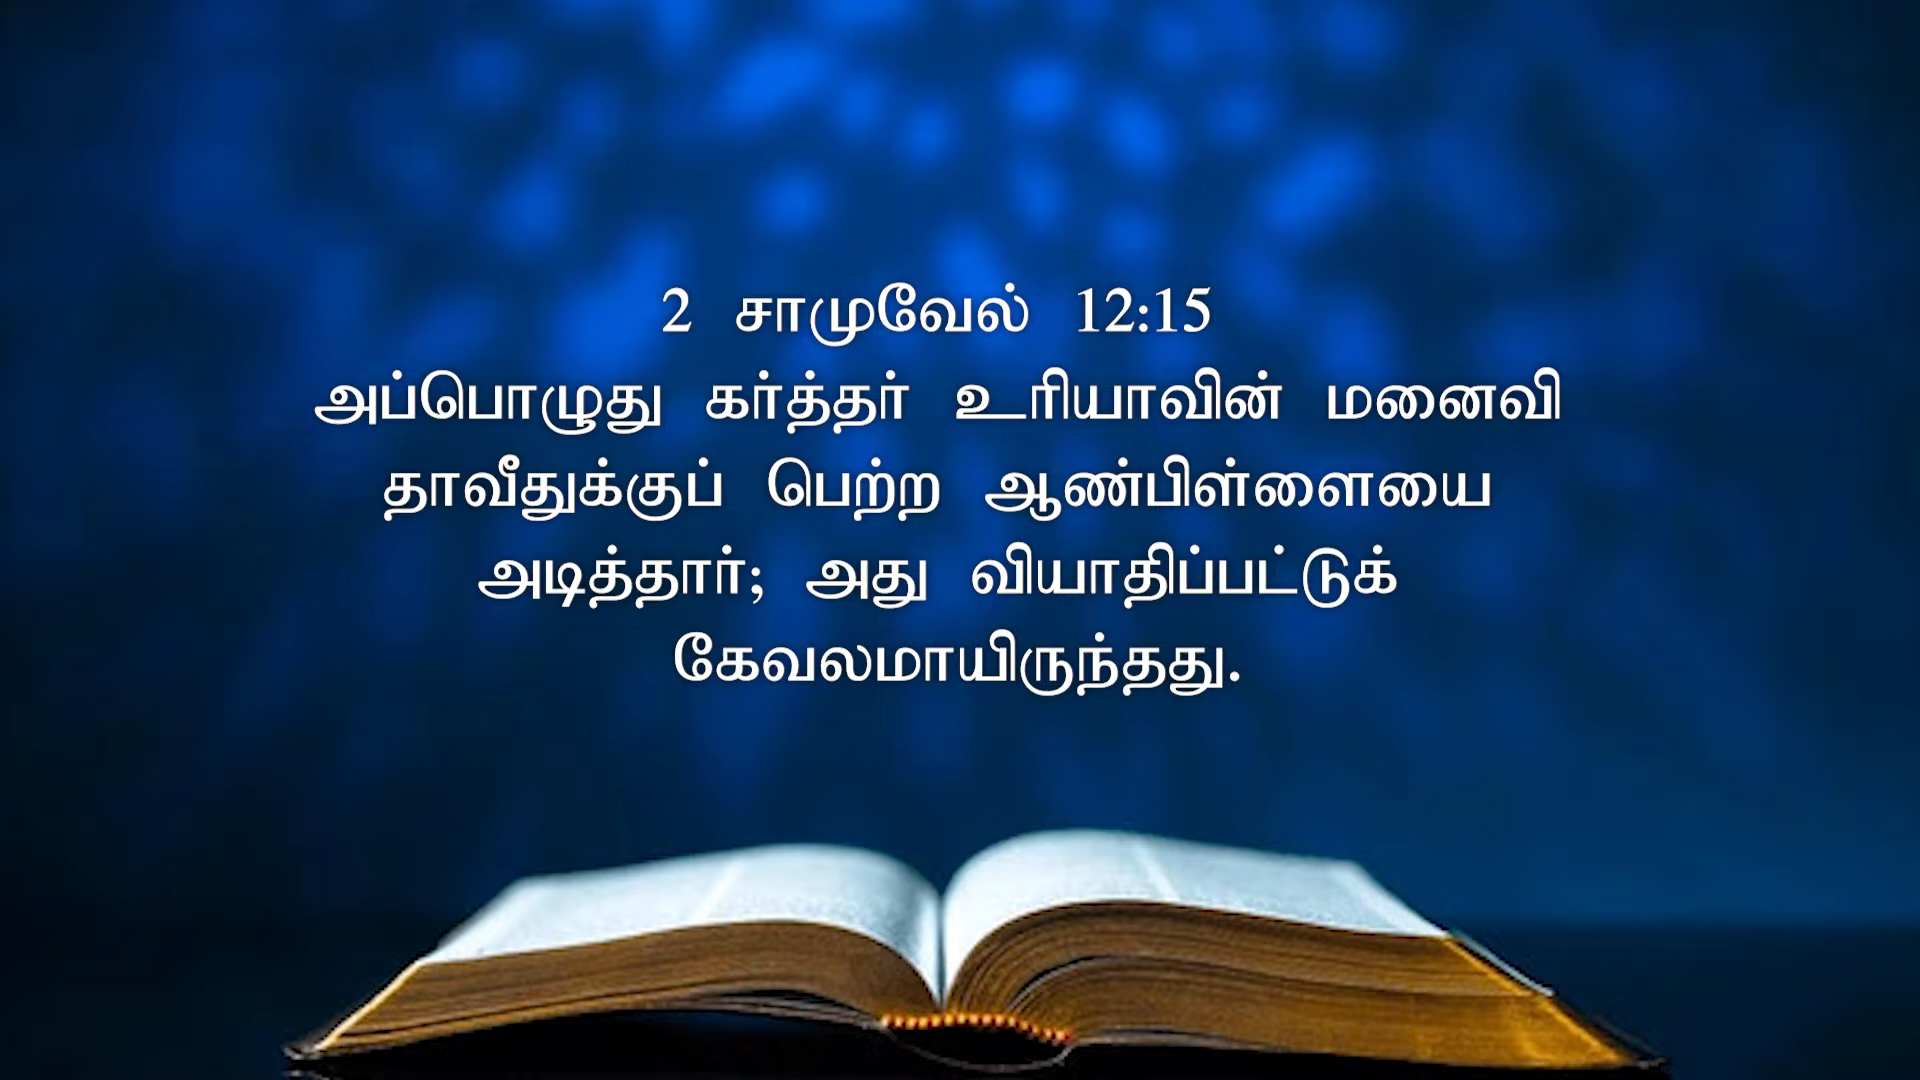 2 சாமுவேல் 12:15
அப்பொழுது கர்த்தர் உரியாவின் மனைவி
தாவீதுக்குப் பெற்ற ஆண்பிள்ளையை
அடித்தார்; அது வியாதிப்பட்டுக்
கேவலமாயிருந்தது.